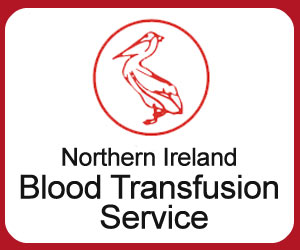 Northern Ireland
Blood Transfusion
Service